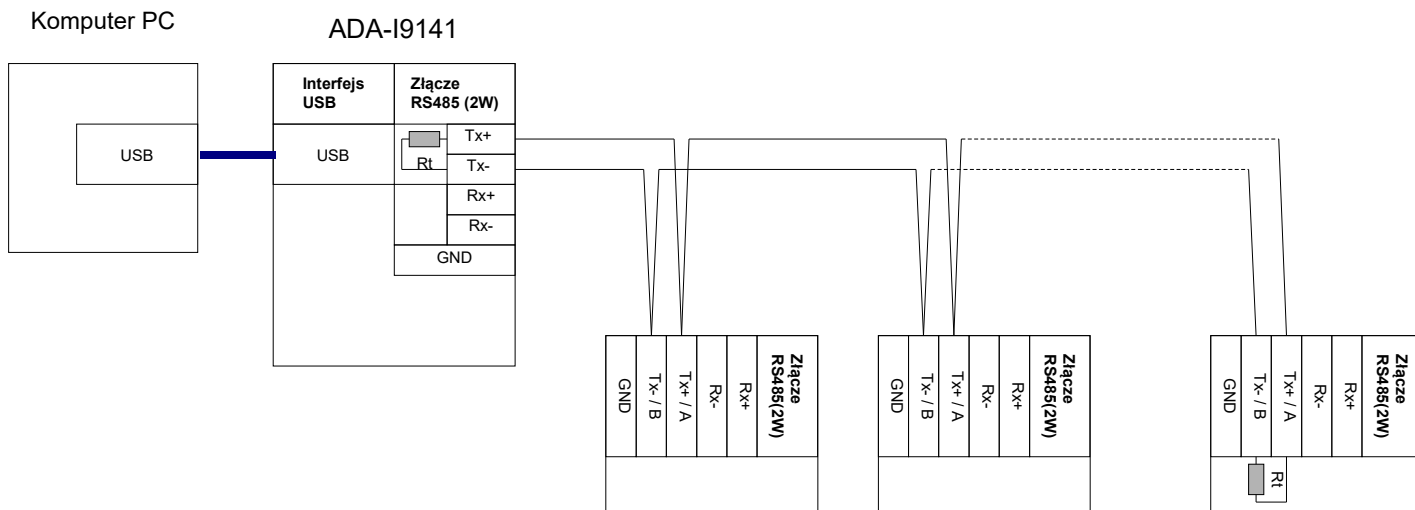 Komputer PC
ADA-I9141
Interfejs
USB
Złącze
RS485 (2W)
USB
USB
Rt
Tx+
Tx-
Rx+
Rx-
GND
GND
Tx- / B
Tx+ / A
Rx-
Rx+
Złącze
RS485(2W)
GND
Tx- / B
Tx+ / A
Rx-
Rx+
Złącze
RS485(2W)
GND
Tx- / B
Tx+ / A
Rx-
Rx+
Złącze
RS485(2W)
Rt